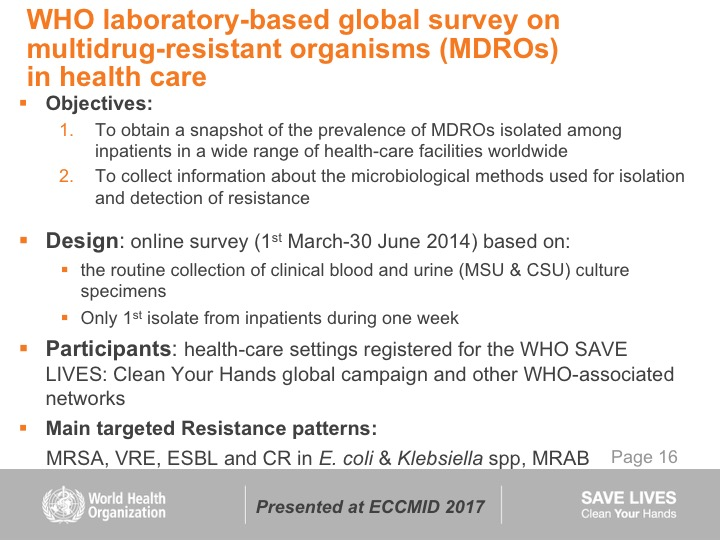 WHO laboratory-based global survey on
multidrug-resistant organisms (MDROs)
in health care
▪ Objectives:
1. To obtain a snapshot of the prevalence of MDROs isolated among
inpatients in a wide range of health-care facilities worldwide
2. To collect information about the microbiological methods used for isolation
and detection of resistance
▪ Design: online survey (1st March-30 June 2014) based on:
▪ the routine collection of clinical blood and urine (MSU & CSU) culture
specimens
▪ Only 1st isolate from inpatients during one week
▪ Participants: health-care settings registered for the WHO SAVE
LIVES: Clean Your Hands global campaign and other WHO-associated
networks
▪ Main targeted Resistance patterns:
MRSA, VRE, ESBL and CR in E. coli & Klebsiella spp, MRAB
Page 16
World Health
Organization
Presented at ECCMID 2017
SAVE LIVES
Clean Your Hands